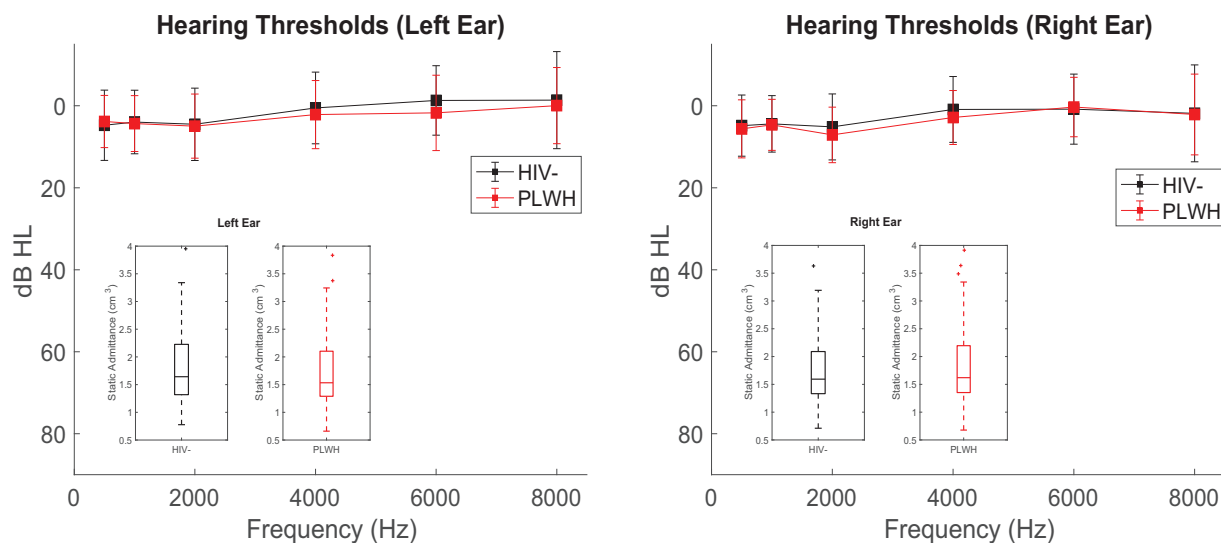 Hearing Thresholds (Left Ear)
0
20
40
60
80
dB HL
HIV-
PLWH
Left Ear
4
3.5
3
2.5
2
1.5
1
0.5
Static Admittance (cm 3)
HIV-
4
3.5
3
2.5
2
1.5
1
0.5
Static Admittance (cm 3)
PLWH
0 2000 4000 6000 8000
Frequency (Hz)
Hearing Thresholds (Right Ear)
0
20
40
60
80
dB HL
HIV-
PLWH
Right Ear
4
3.5
3
2.5
2
1.5
1
0.5
Static Admittance (cm 3)
HIV-
4
3.5
3
2.5
2
1.5
1
0.5
Static Admittance (cm 3)
PLWH
0 2000 4000 6000 8000
Frequency (Hz)